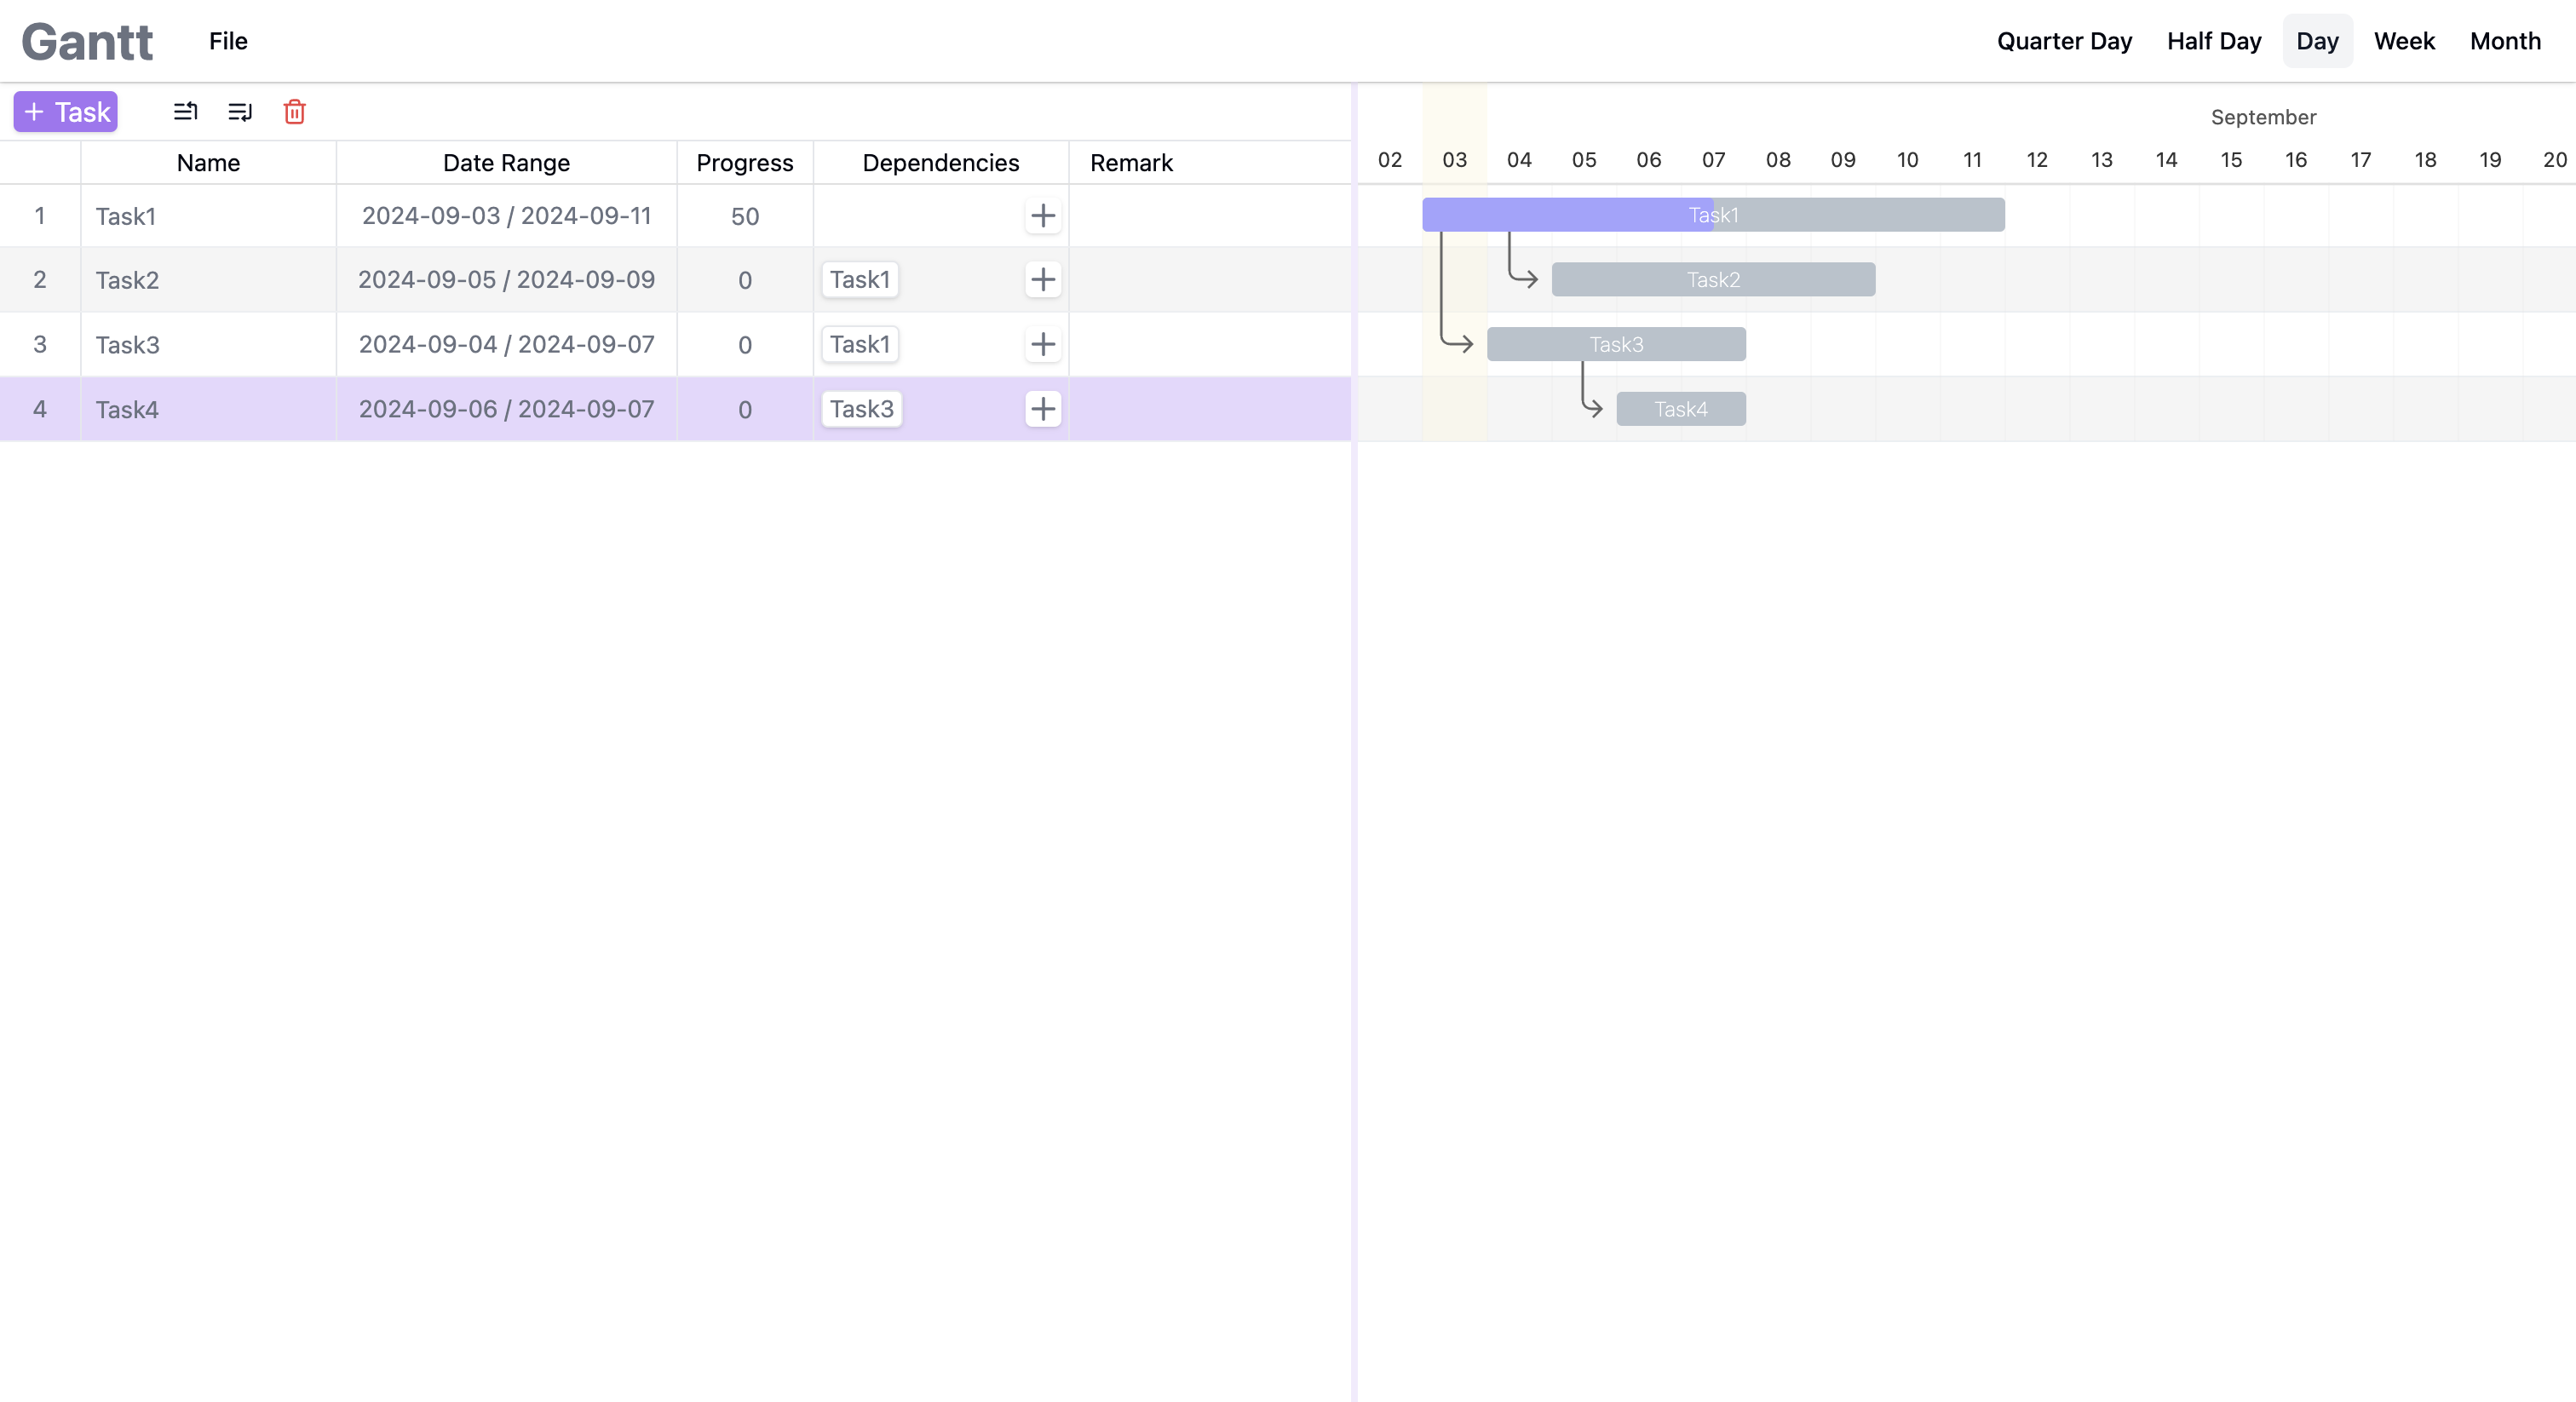 Gantt File Quarter Day Half Day Day Week Month
+ Task
September
Name Date Range Progress Dependencies Remark
02 03 04 05 06 07 08 09 10 11 12 13 14 15 16 17 18 19 20
1 Task1 2024-09-03 / 2024-09-11 50 +
Task1
2 Task2 2024-09-05 / 2024-09-09 0 Task1 +
Task2
3 Task3 2024-09-04 / 2024-09-07 0 Task1 +
Task3
4 Task4 2024-09-06 / 2024-09-07 0 Task3 +
Task4